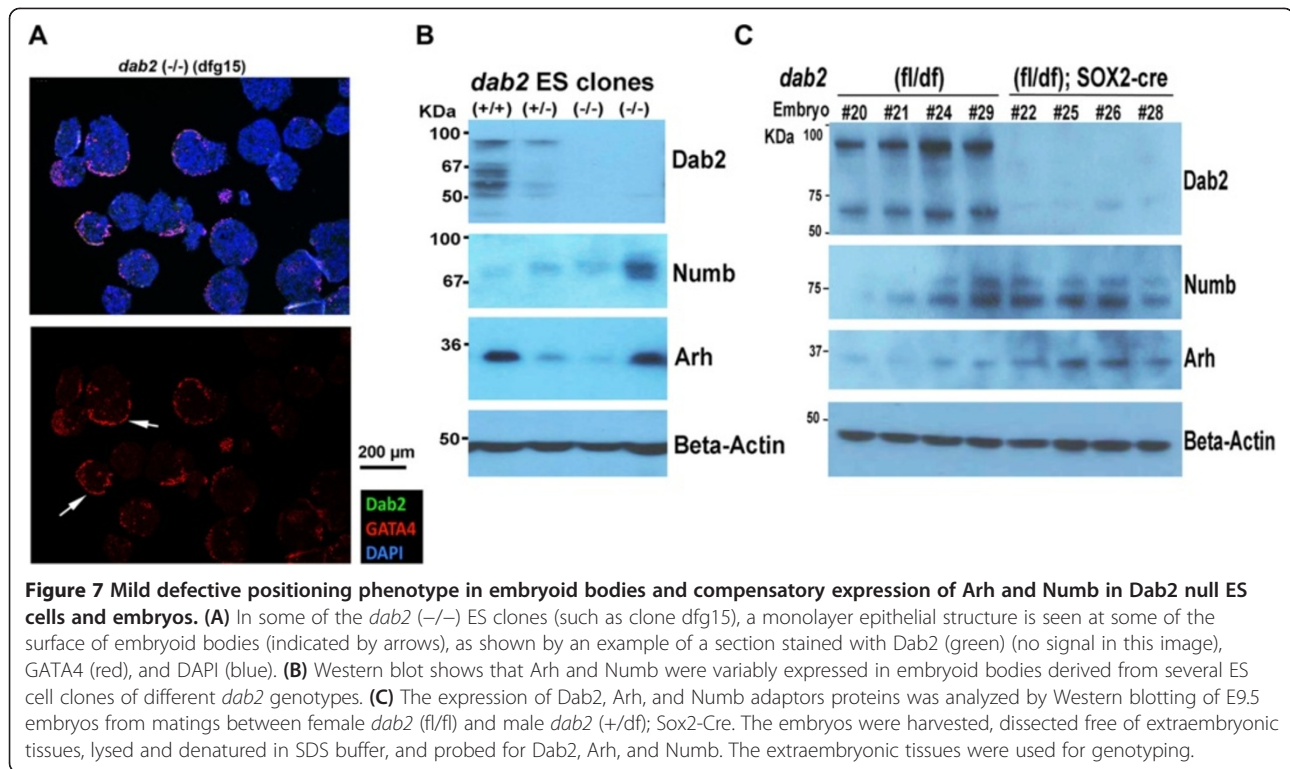 A
dab2 (-/-) (dfg15)
200 µm
Dab2
GATA4
DAPI
B
dab2 ES clones
KDa (+/+) (+/-) (-/-) (-/-)
100
67
50
Dab2
100
67
Numb
36
Arh
50
Beta-Actin
C
dab2 (fl/df) (fl/df); SOX2-cre
Embryo #20 #21 #24 #29 #22 #25 #26 #28
KDa 100
75
50
Dab2
75
Numb
37
Arh
50
Beta-Actin
Figure 7 Mild defective positioning phenotype in embryoid bodies and compensatory expression of Arh and Numb in Dab2 null ES
cells and embryos. (A) In some of the dab2 (−/−) ES clones (such as clone dfg15), a monolayer epithelial structure is seen at some of the
surface of embryoid bodies (indicated by arrows), as shown by an example of a section stained with Dab2 (green) (no signal in this image),
GATA4 (red), and DAPI (blue). (B) Western blot shows that Arh and Numb were variably expressed in embryoid bodies derived from several ES
cell clones of different dab2 genotypes. (C) The expression of Dab2, Arh, and Numb adaptors proteins was analyzed by Western blotting of E9.5
embryos from matings between female dab2 (fl/fl) and male dab2 (+/df); Sox2-Cre. The embryos were harvested, dissected free of extraembryonic
tissues, lysed and denatured in SDS buffer, and probed for Dab2, Arh, and Numb. The extraembryonic tissues were used for genotyping.